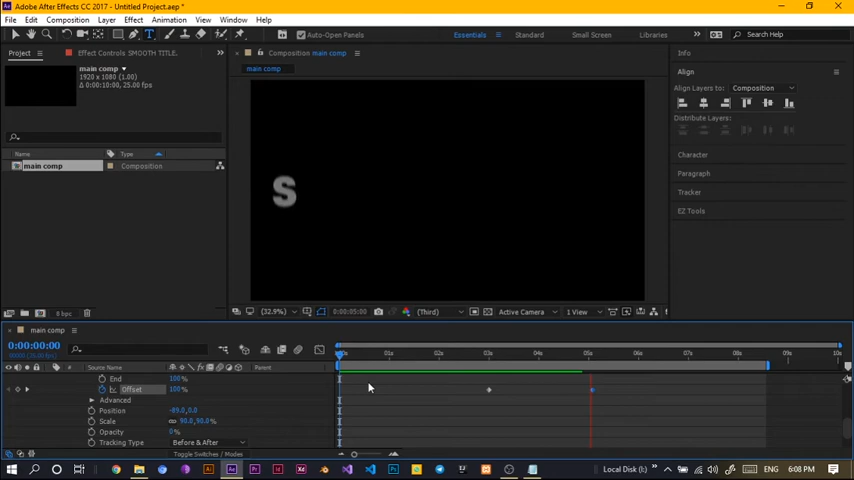 Adobe After Effects CC 2017 - Untitled Project.aep *
File Edit Composition Layer Effect Animation View Window Help
Auto-Open Panels
Essentials
Standard
Small Screen
Libraries
Search Help
Project
Effect Controls SMOOTH TITLE.
Composition main comp
Info
main comp
1920 x 1080 (1.00)
Δ 0:00:10:00, 25.00 fps
main comp
Align
Align Layers to: Composition
Distribute Layers:
Character
Paragraph
Tracker
EZ Tools
Name
Type
main comp
Composition
S
8 bpc
(32.9%)
0:00:05:00
(Third)
Active Camera
1 View
main comp
0:00:00:00
00000 (25.00 fps)
Source Name
Parent
01s
02s
03s
04s
05s
06s
07s
08s
09s
10s
End
100%
Offset
100%
Advanced
Position
-89.0,0.0
Scale
90.0,90.0%
Opacity
0%
Tracking Type
Before & After
Toggle Switches / Modes
Local Disk (I:)
ENG
6:08 PM